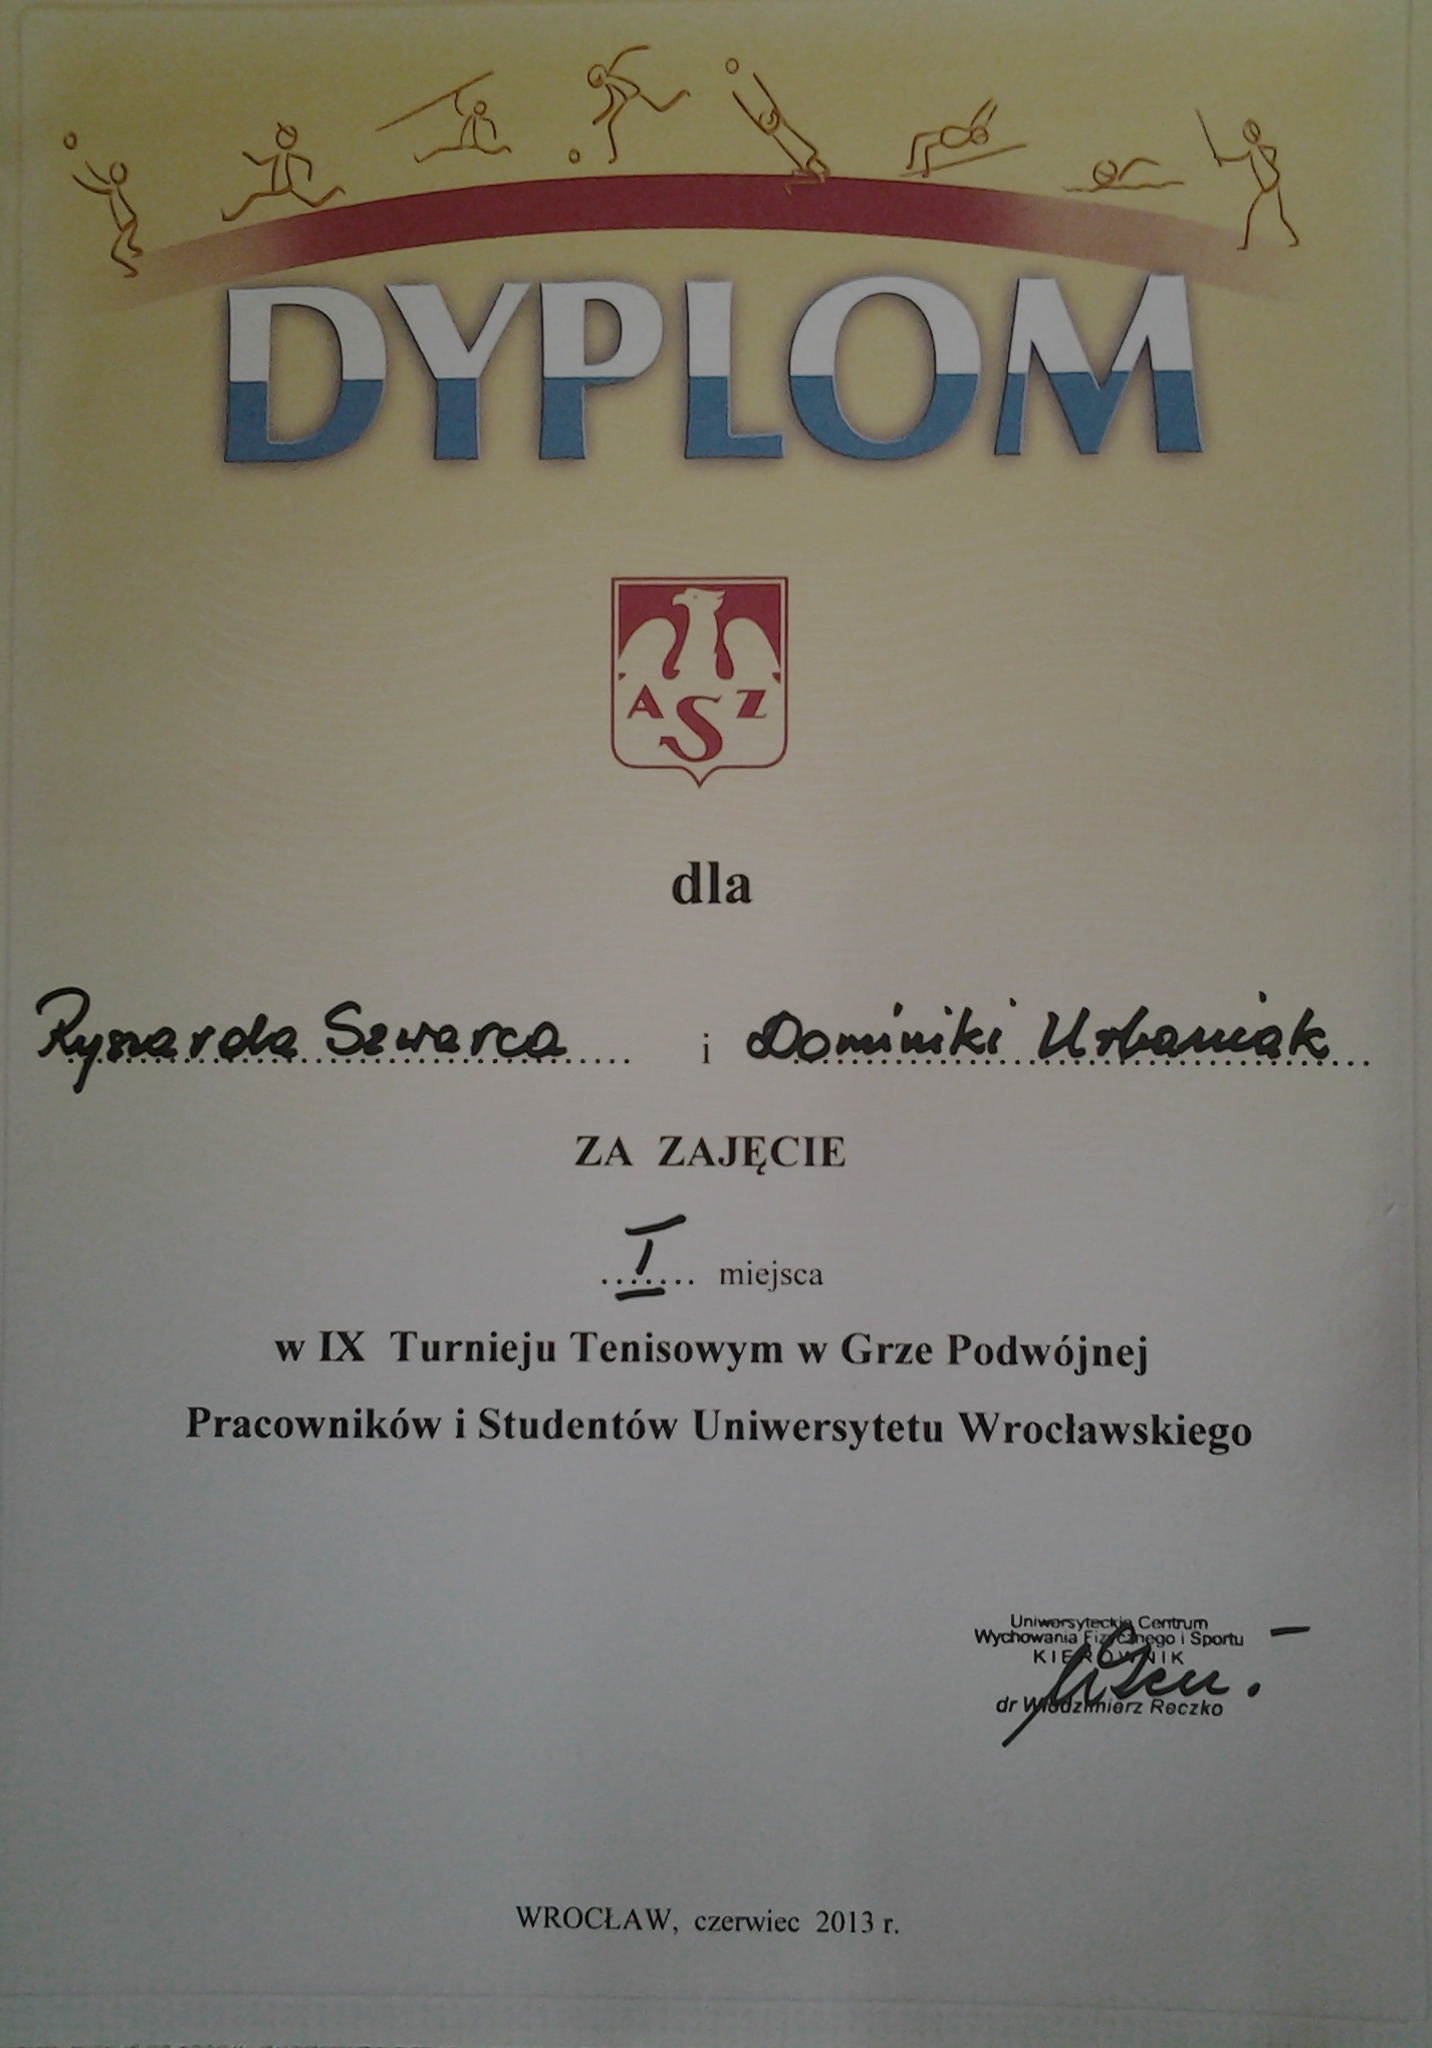 DYPLOM
A S Z
dla
Ryszarda Szwarca i Dominiki Urbaniak
ZA ZAJĘCIE
I miejsca
w IX Turnieju Tenisowym w Grze Podwójnej
Pracowników i Studentów Uniwersytetu Wrocławskiego
Uniwersyteckie Centrum
Wychowania Fizycznego i Sportu
KIEROWNIK
dr Włodzimierz Reczko
WROCŁAW, czerwiec 2013 r.